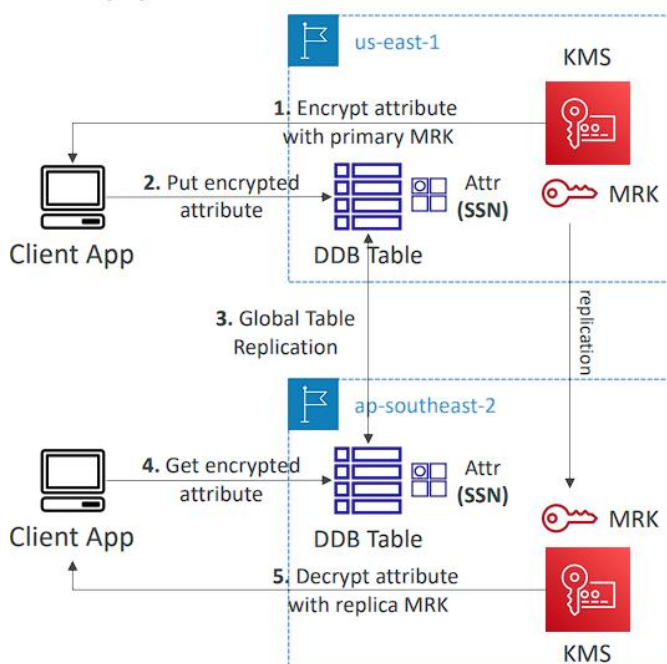 us-east-1
KMS
1. Encrypt attribute
with primary MRK
2. Put encrypted
attribute
Attr
(SSN)
MRK
Client App
DDB Table
3. Global Table
Replication
replication
ap-southeast-2
4. Get encrypted
attribute
Attr
(SSN)
MRK
Client App
DDB Table
5. Decrypt attribute
with replica MRK
KMS